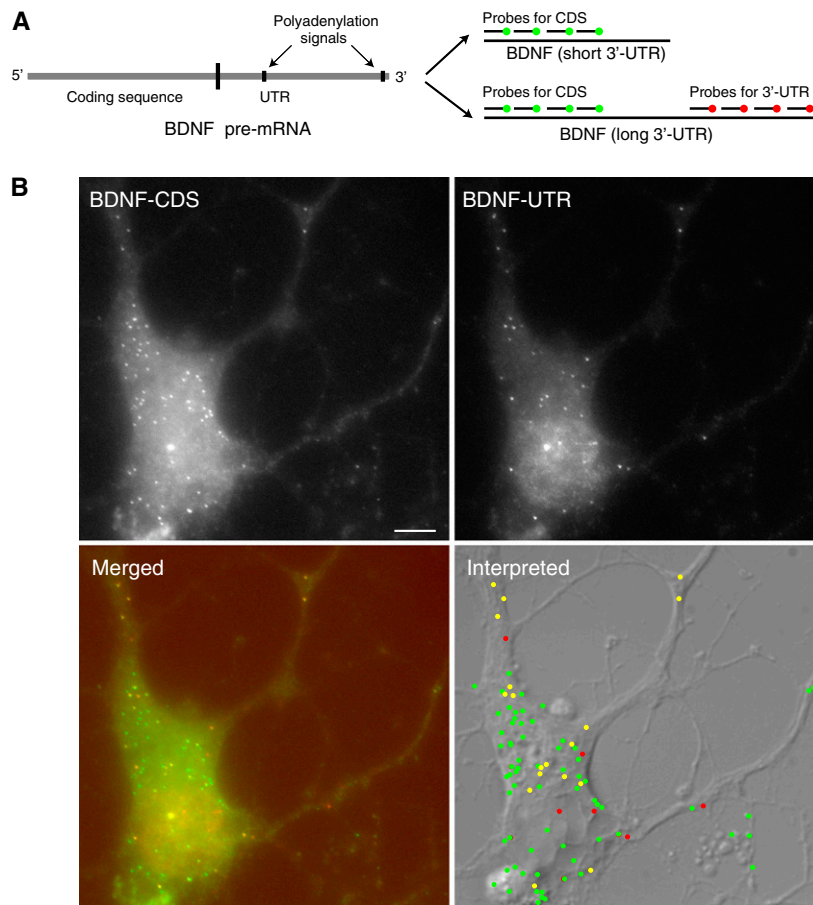 A
Polyadenylation
signals
5’
3’
Coding sequence
UTR
BDNF pre-mRNA
Probes for CDS
BDNF (short 3’-UTR)
Probes for CDS
Probes for 3’-UTR
BDNF (long 3’-UTR)
B
BDNF-CDS
BDNF-UTR
Merged
Interpreted